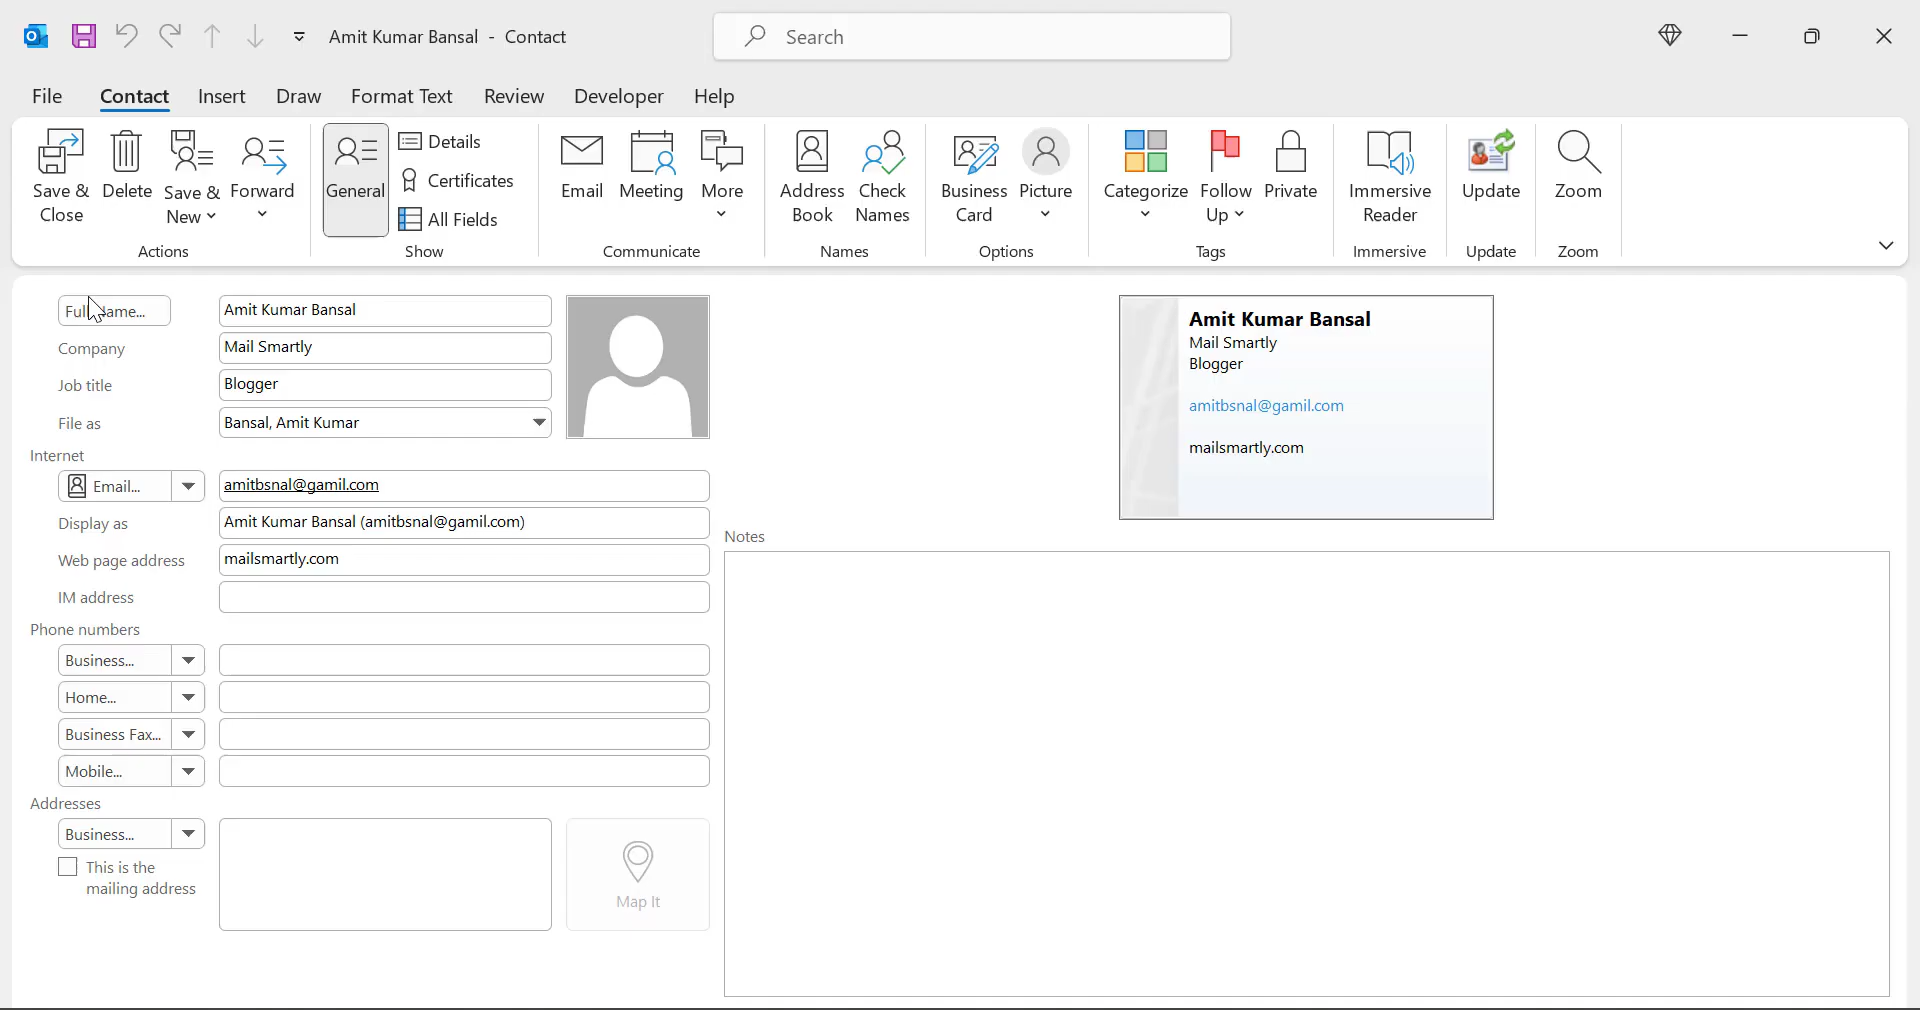 Amit Kumar Bansal - Contact
Search
File Contact Insert Draw Format Text Review Developer Help
Save & Close
Delete
Save & New
Forward
Actions
General
Details
Certificates
All Fields
Show
Email
Meeting
More
Communicate
Address Book
Check Names
Names
Business Card
Picture
Options
Categorize
Follow Up
Private
Tags
Immersive Reader
Immersive
Update
Update
Zoom
Zoom
Amit Kumar Bansal
Company Mail Smartly
Job title Blogger
File as Bansal, Amit Kumar
Internet
Email... amitbsnal@gamil.com
Display as Amit Kumar Bansal (amitbsnal@gamil.com)
Web page address mailsmartly.com
IM address
Phone numbers
Business...
Home...
Business Fax...
Mobile...
Addresses
Business...
This is the
mailing address
Map It
Amit Kumar Bansal
Mail Smartly
Blogger
amitbsnal@gamil.com
mailsmartly.com
Notes